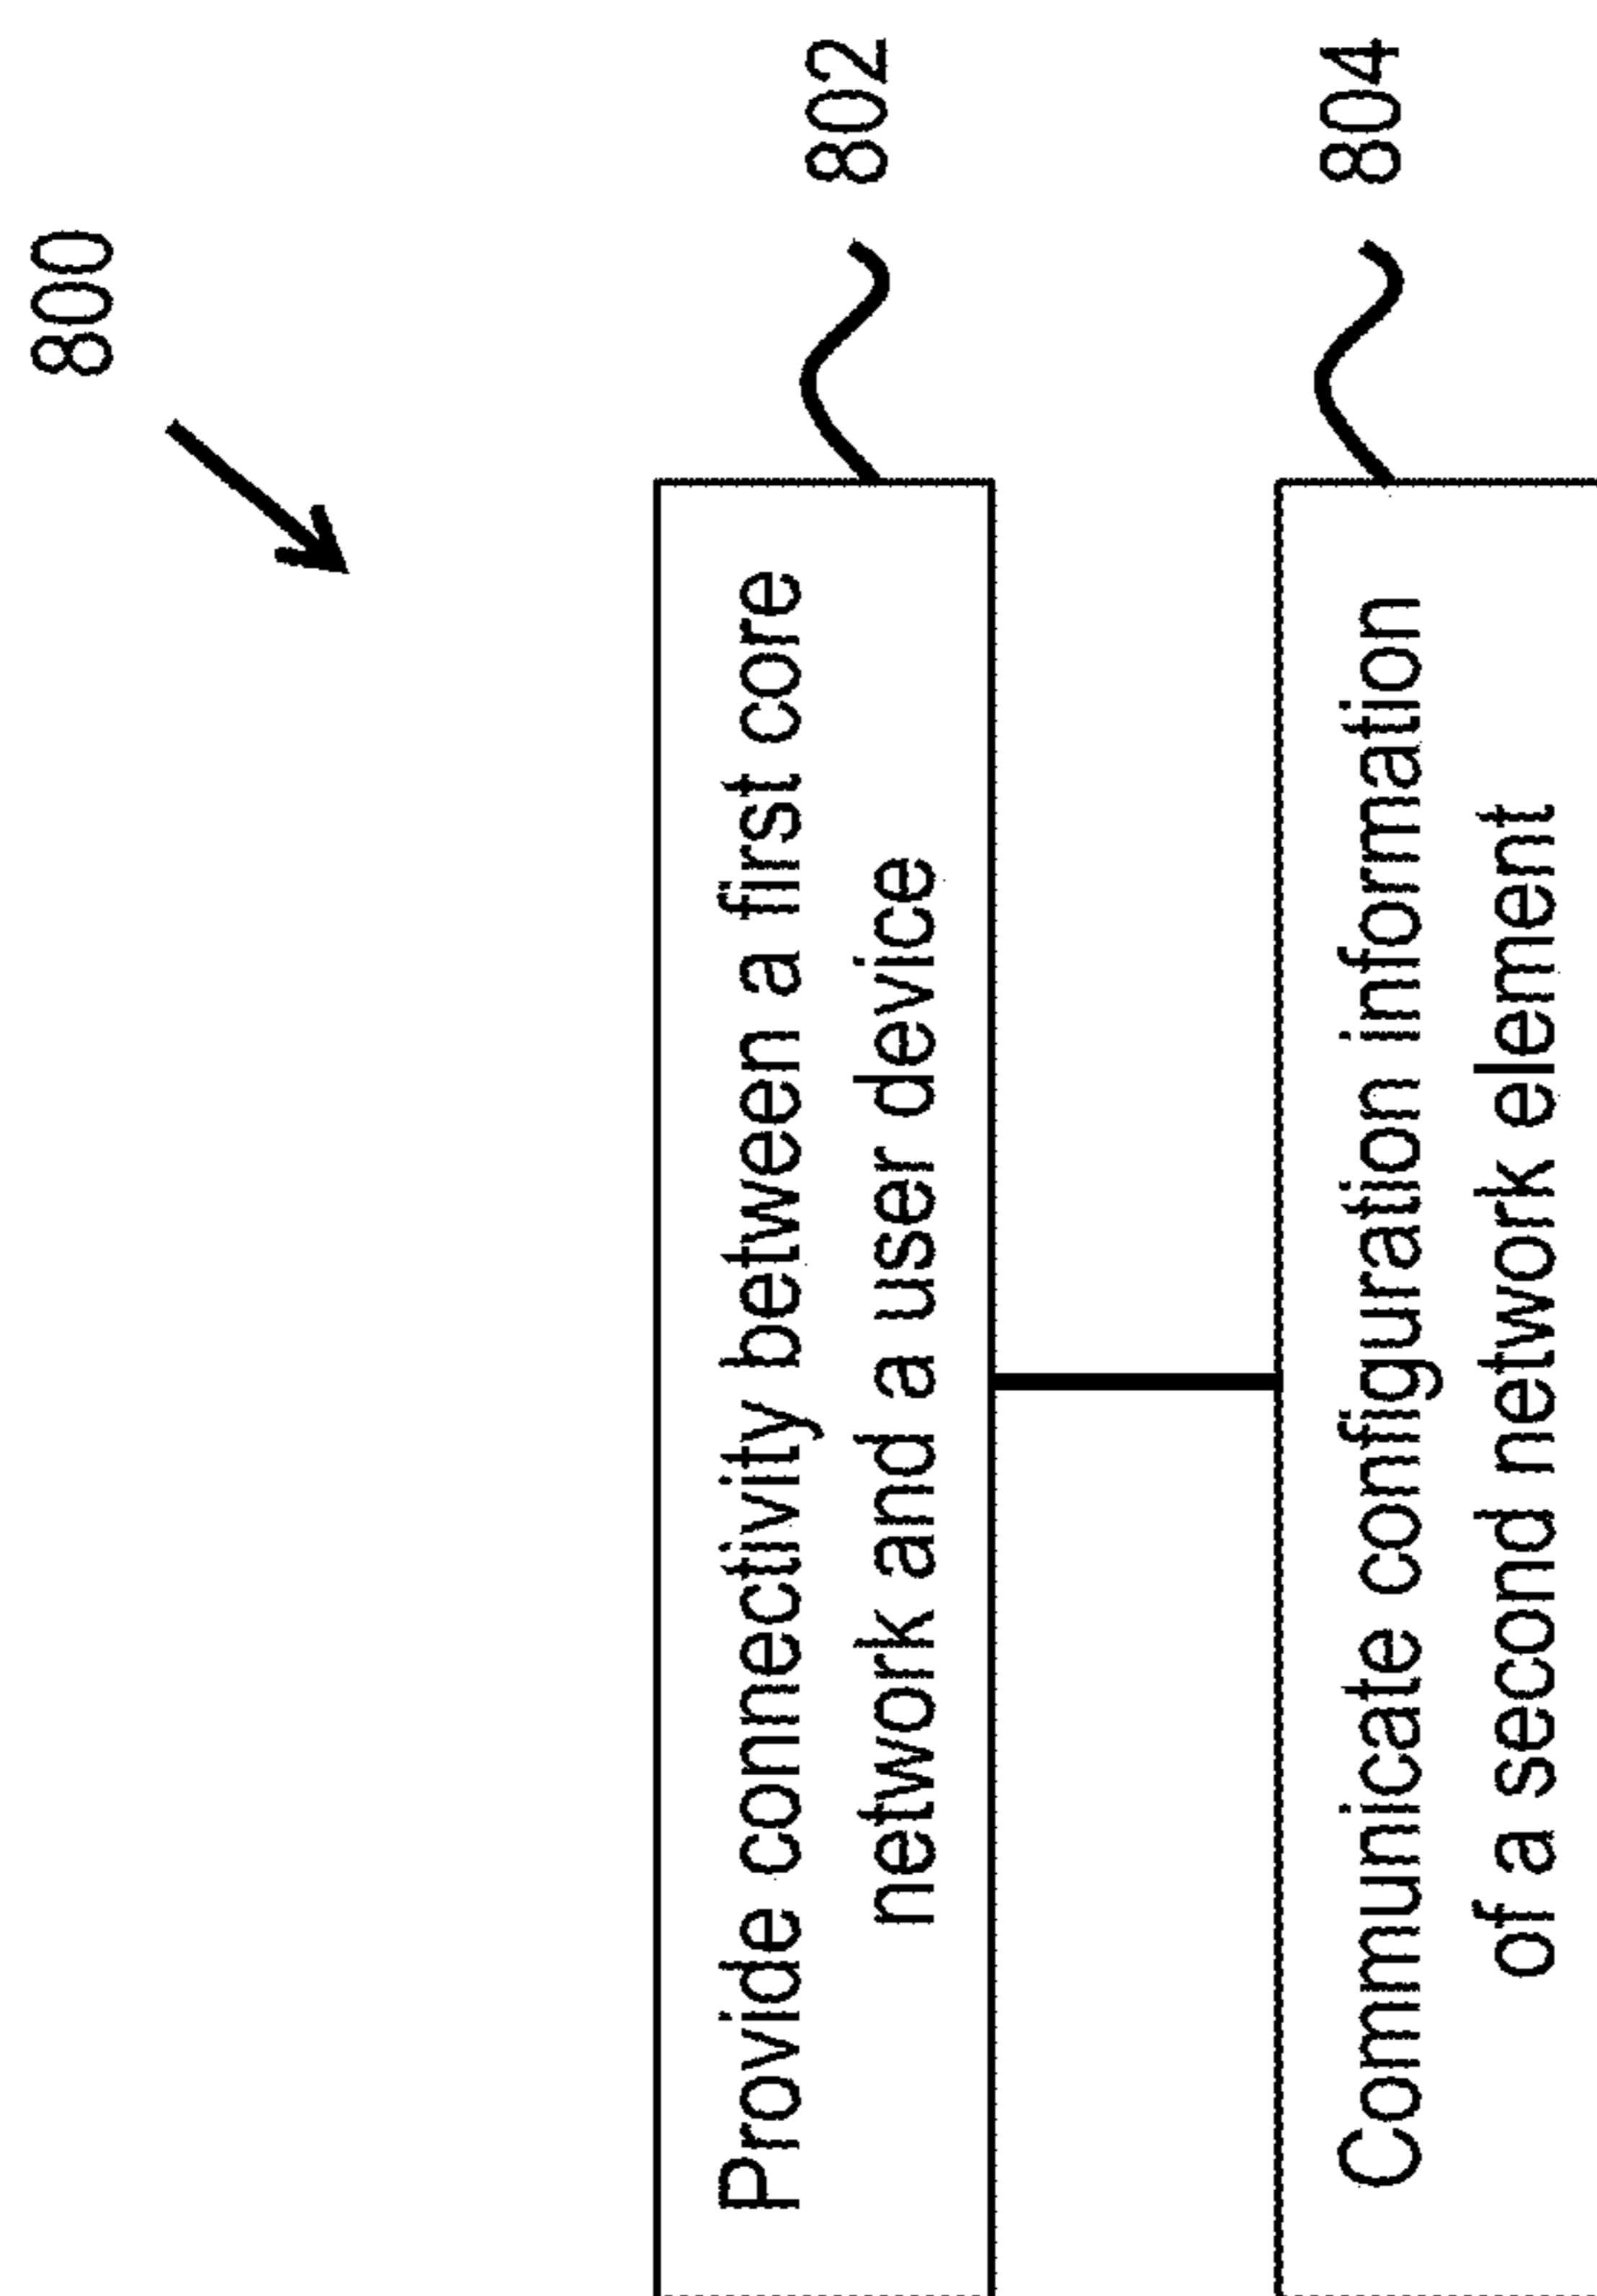 800
Provide connectivity between a first core
network and a user device
802
Communicate configuration information
of a second network element
804